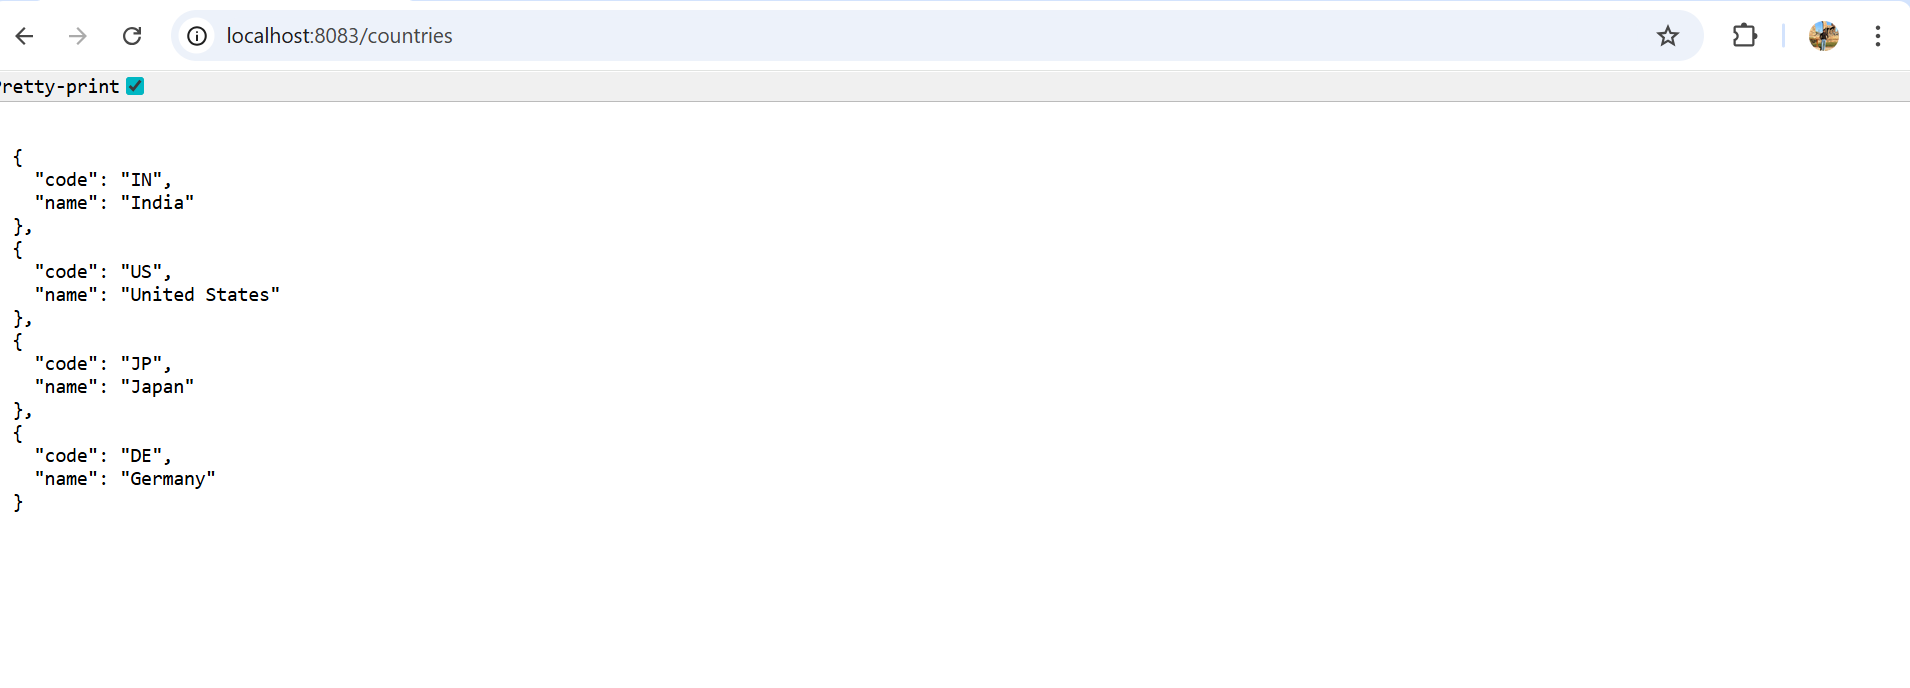 localhost:8083/countries
retty-print
{
  "code": "IN",
  "name": "India"
},
{
  "code": "US",
  "name": "United States"
},
{
  "code": "JP",
  "name": "Japan"
},
{
  "code": "DE",
  "name": "Germany"
}